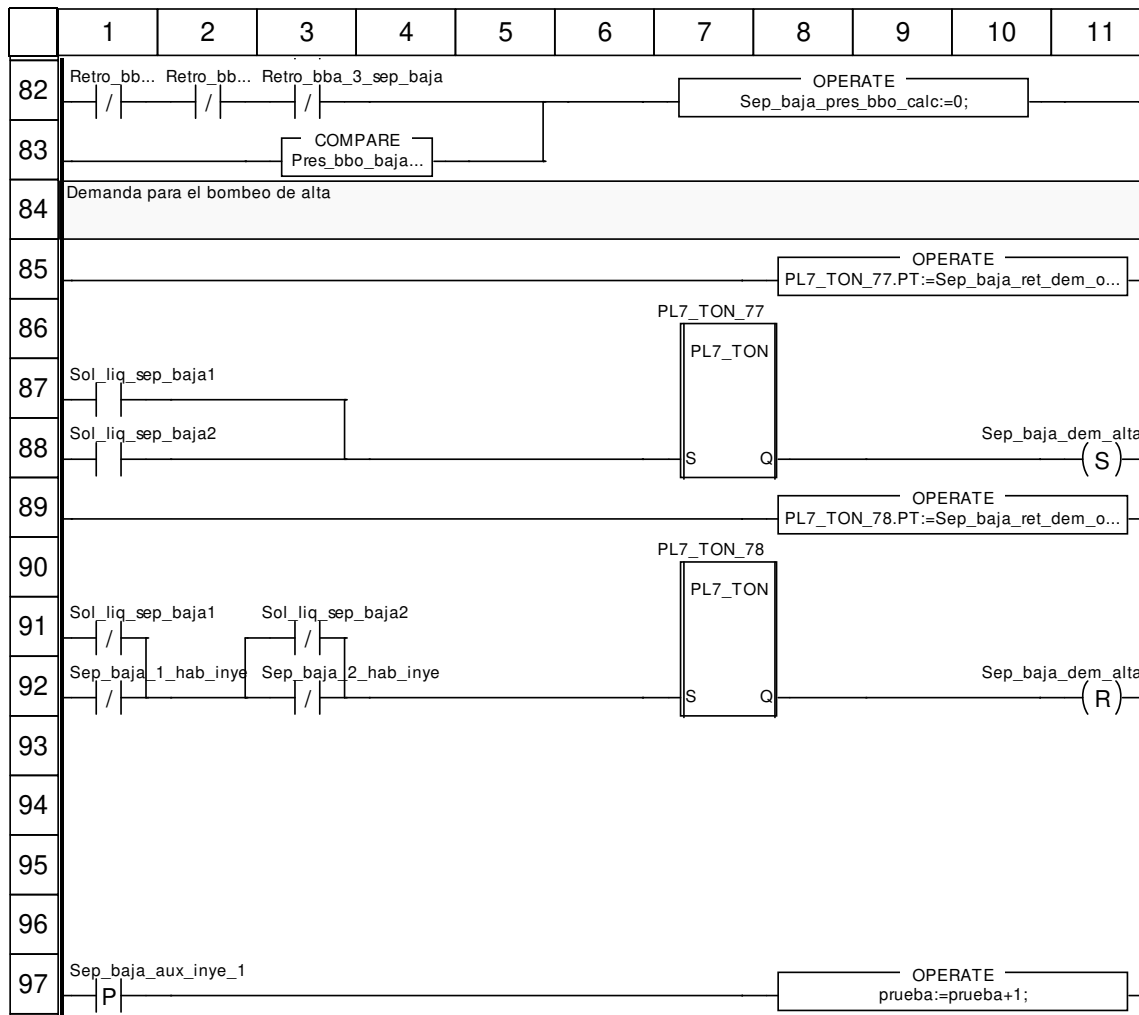 1 2 3 4 5 6 7 8 9 10 11
82
Retro_bb... Retro_bb... Retro_bba_3_sep_baja
/ / /
OPERATE
Sep_baja_pres_bbo_calc:=0;
83
COMPARE
Pres_bbo_baja...
84
Demanda para el bombeo de alta
85
OPERATE
PL7_TON_77.PT:=Sep_baja_ret_dem_o...
86
PL7_TON_77
PL7_TON
87
Sol_liq_sep_baja1
88
Sol_liq_sep_baja2
S Q
Sep_baja_dem_alta
S
89
OPERATE
PL7_TON_78.PT:=Sep_baja_ret_dem_o...
90
PL7_TON_78
PL7_TON
91
Sol_liq_sep_baja1 Sol_liq_sep_baja2
/ /
92
Sep_baja_1_hab_inye Sep_baja_2_hab_inye
/ /
S Q
Sep_baja_dem_alta
R
93
94
95
96
97
Sep_baja_aux_inye_1
P
OPERATE
prueba:=prueba+1;